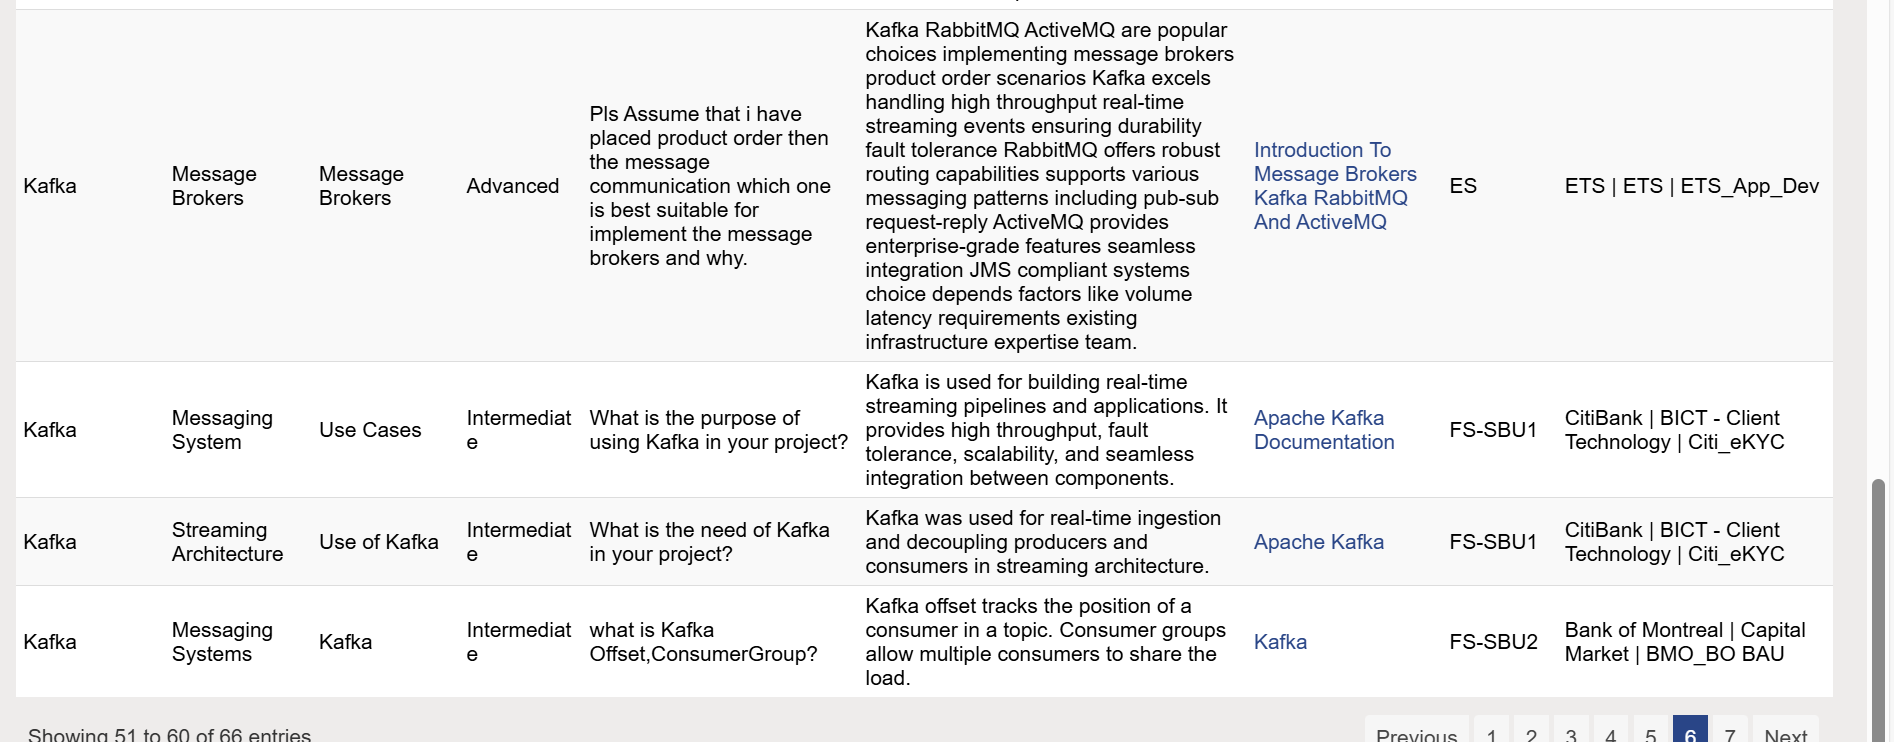 Kafka
Message
Brokers
Message
Brokers
Advanced
Pls Assume that i have
placed product order then
the message
communication which one
is best suitable for
implement the message
brokers and why.
Kafka RabbitMQ ActiveMQ are popular
choices implementing message brokers
product order scenarios Kafka excels
handling high throughput real-time
streaming events ensuring durability
fault tolerance RabbitMQ offers robust
routing capabilities supports various
messaging patterns including pub-sub
request-reply ActiveMQ provides
enterprise-grade features seamless
integration JMS compliant systems
choice depends factors like volume
latency requirements existing
infrastructure expertise team.
Introduction To
Message Brokers
Kafka RabbitMQ
And ActiveMQ
ES
ETS | ETS | ETS_App_Dev
Kafka
Messaging
System
Use Cases
Intermediat
e
What is the purpose of
using Kafka in your project?
Kafka is used for building real-time
streaming pipelines and applications. It
provides high throughput, fault
tolerance, scalability, and seamless
integration between components.
Apache Kafka
Documentation
FS-SBU1
CitiBank | BICT - Client
Technology | Citi_eKYC
Kafka
Streaming
Architecture
Use of Kafka
Intermediat
e
What is the need of Kafka
in your project?
Kafka was used for real-time ingestion
and decoupling producers and
consumers in streaming architecture.
Apache Kafka
FS-SBU1
CitiBank | BICT - Client
Technology | Citi_eKYC
Kafka
Messaging
Systems
Kafka
Intermediat
e
what is Kafka
Offset,ConsumerGroup?
Kafka offset tracks the position of a
consumer in a topic. Consumer groups
allow multiple consumers to share the
load.
Kafka
FS-SBU2
Bank of Montreal | Capital
Market | BMO_BO BAU
Showing 51 to 60 of 66 entries
Previous 1 2 3 4 5 6 7 Next